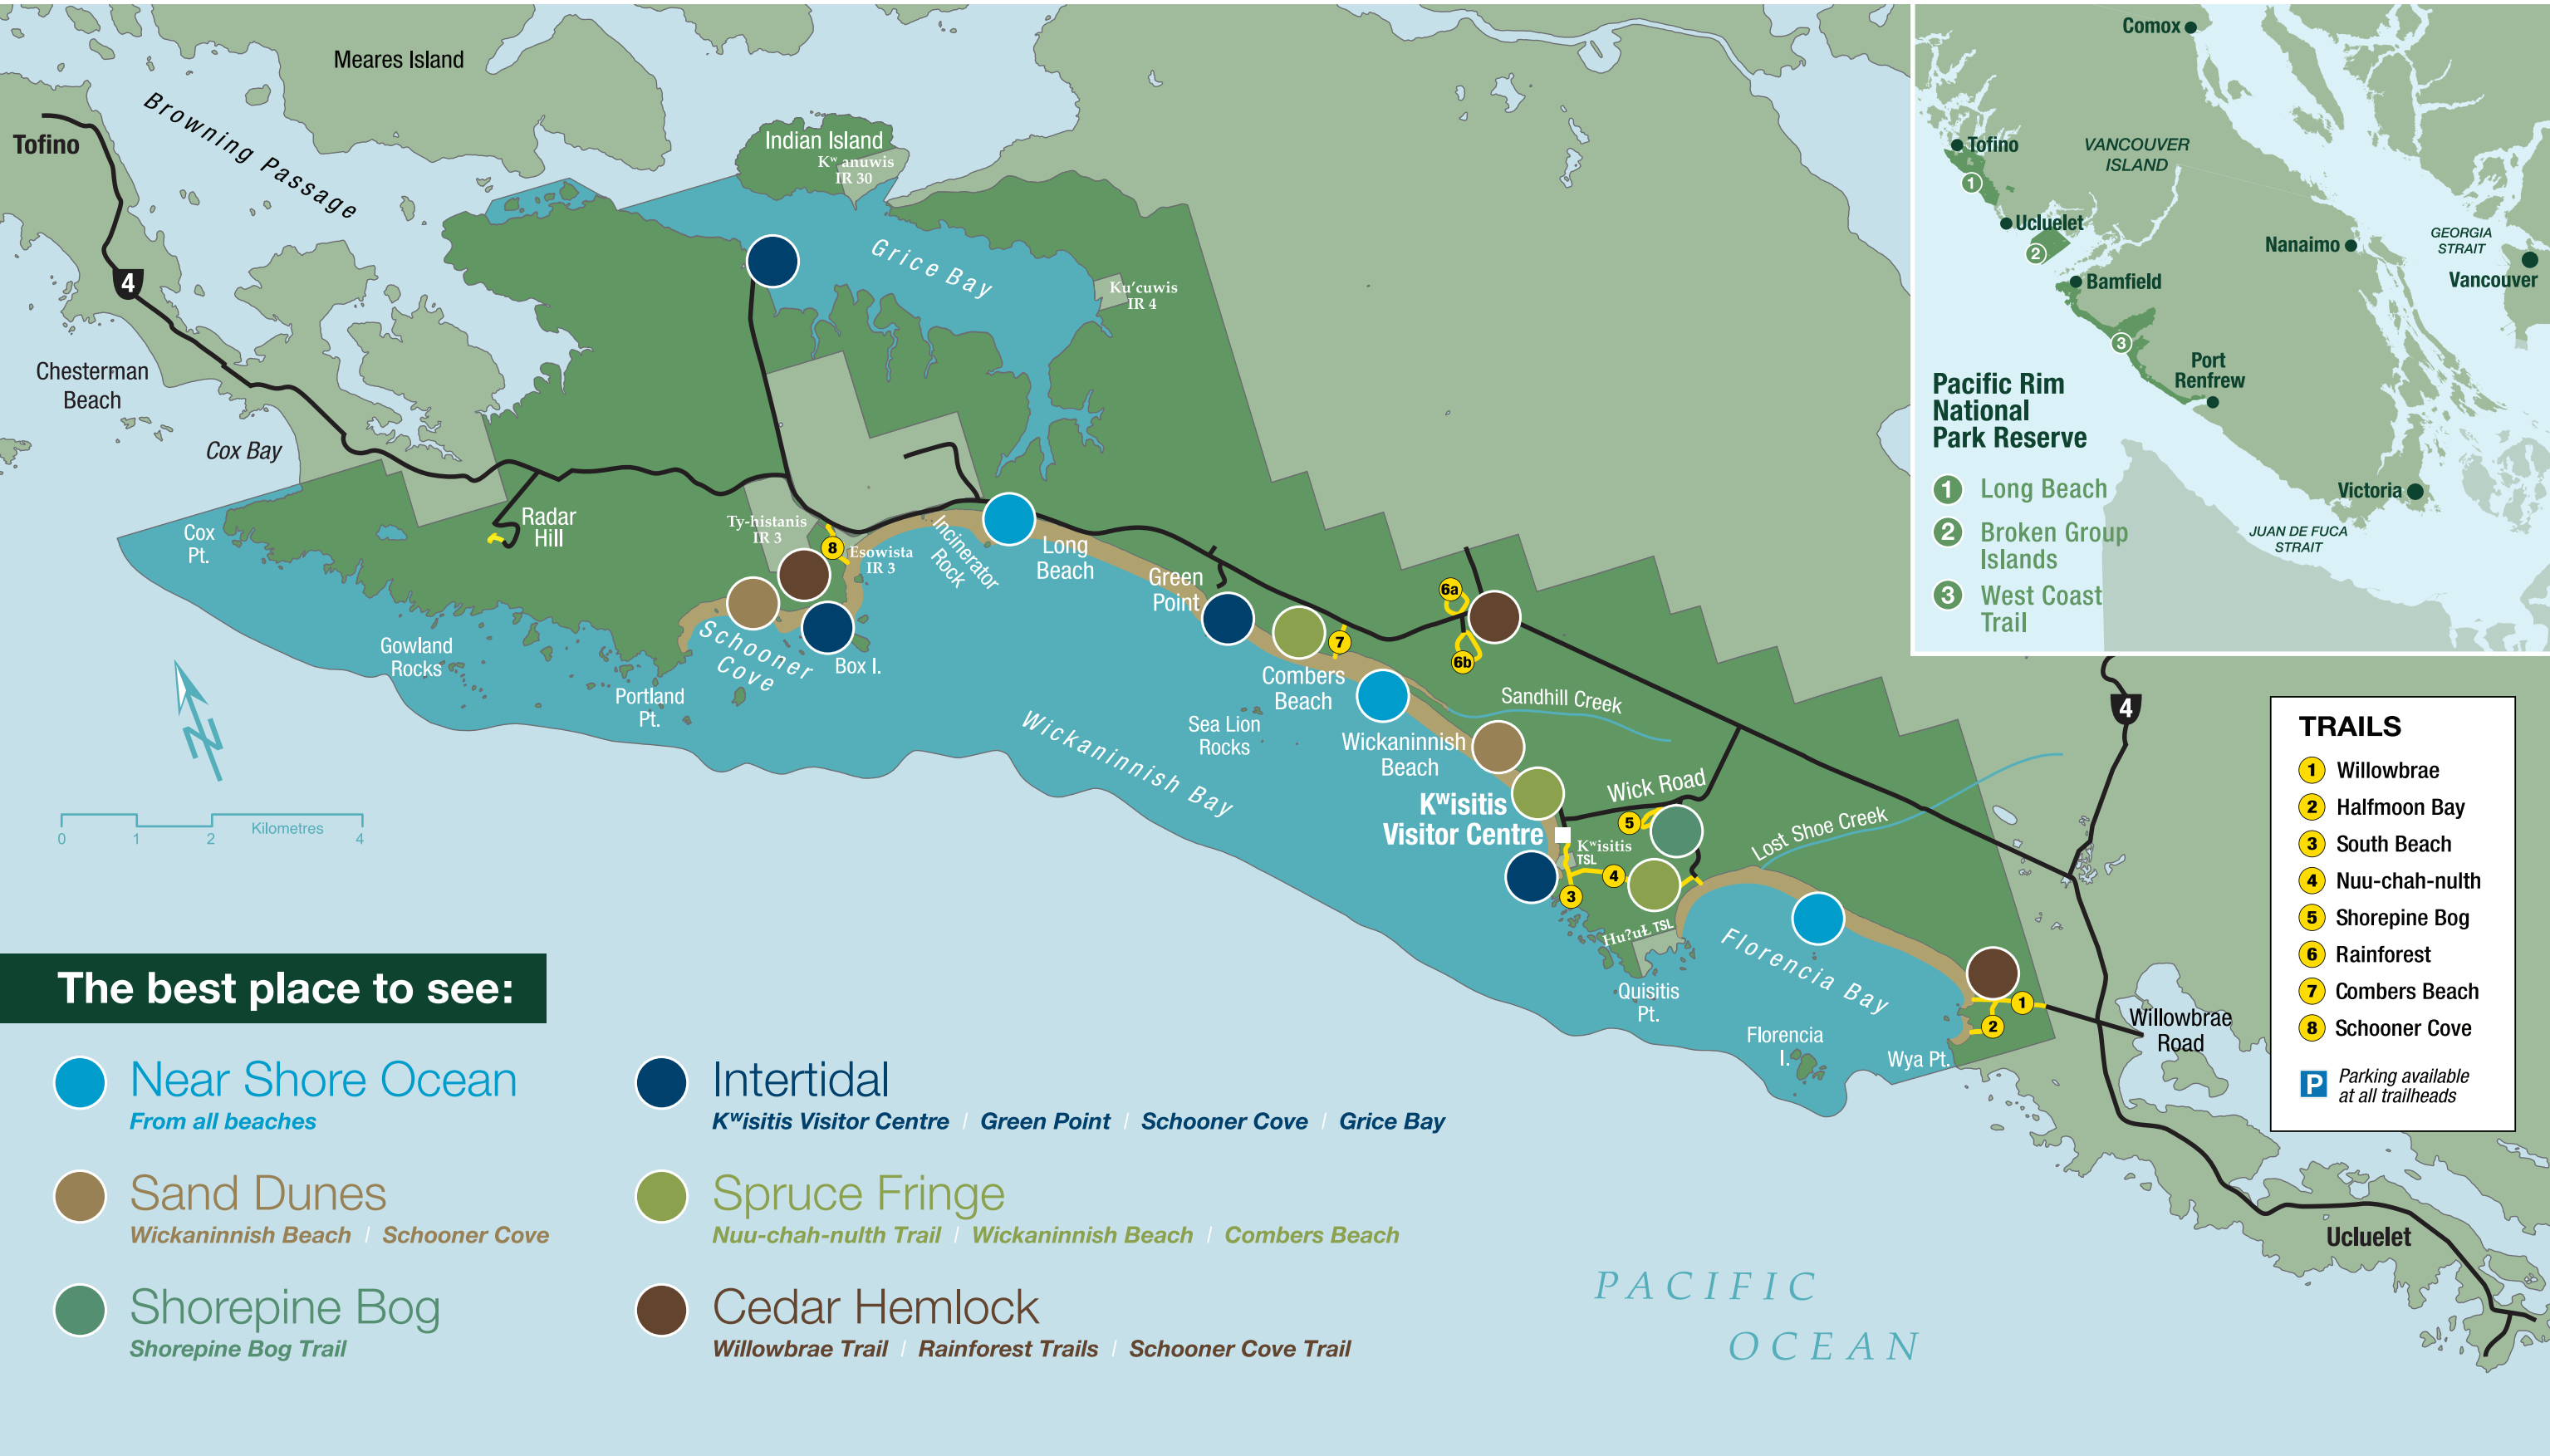 Meares Island
Browning Passage
Tofino
4
Chesterman
Beach
Cox Bay
Indian Island
Kʷ anuwis
IR 30
Grice Bay
Ku'cuwis
IR 4
Cox
Pt.
Radar
Hill
Ty-histanis
IR 3
8
Esowista
IR 3
Incinerator
Rock
Long
Beach
Green
Point
Gowland
Rocks
Portland
Pt.
Schooner
Cove
Box I.
Combers
Beach
7
6a
6b
Sea Lion
Rocks
Sandhill Creek
Wickaninnish
Beach
Wickaninnish Bay
Kʷisitis
Visitor Centre
Wick Road
5
Kʷisitis
TSL
4
3
Lost Shoe Creek
Hu?uŁ TSL
Quisitis
Pt.
Florencia Bay
Florencia
I.
Wya Pt.
1
2
Willowbrae
Road
4
Ucluelet
PACIFIC
OCEAN
0 1 2 4
Kilometres
Comox
Tofino
VANCOUVER
ISLAND
1
Ucluelet
2
Nanaimo
GEORGIA
STRAIT
Vancouver
Bamfield
3
Port
Renfrew
Victoria
JUAN DE FUCA
STRAIT
Pacific Rim
National
Park Reserve
1 Long Beach
2 Broken Group
Islands
3 West Coast
Trail
TRAILS
1 Willowbrae
2 Halfmoon Bay
3 South Beach
4 Nuu-chah-nulth
5 Shorepine Bog
6 Rainforest
7 Combers Beach
8 Schooner Cove
P Parking available
at all trailheads
The best place to see:
Near Shore Ocean
From all beaches
Sand Dunes
Wickaninnish Beach / Schooner Cove
Shorepine Bog
Shorepine Bog Trail
Intertidal
Kʷisitis Visitor Centre / Green Point / Schooner Cove / Grice Bay
Spruce Fringe
Nuu-chah-nulth Trail / Wickaninnish Beach / Combers Beach
Cedar Hemlock
Willowbrae Trail / Rainforest Trails / Schooner Cove Trail